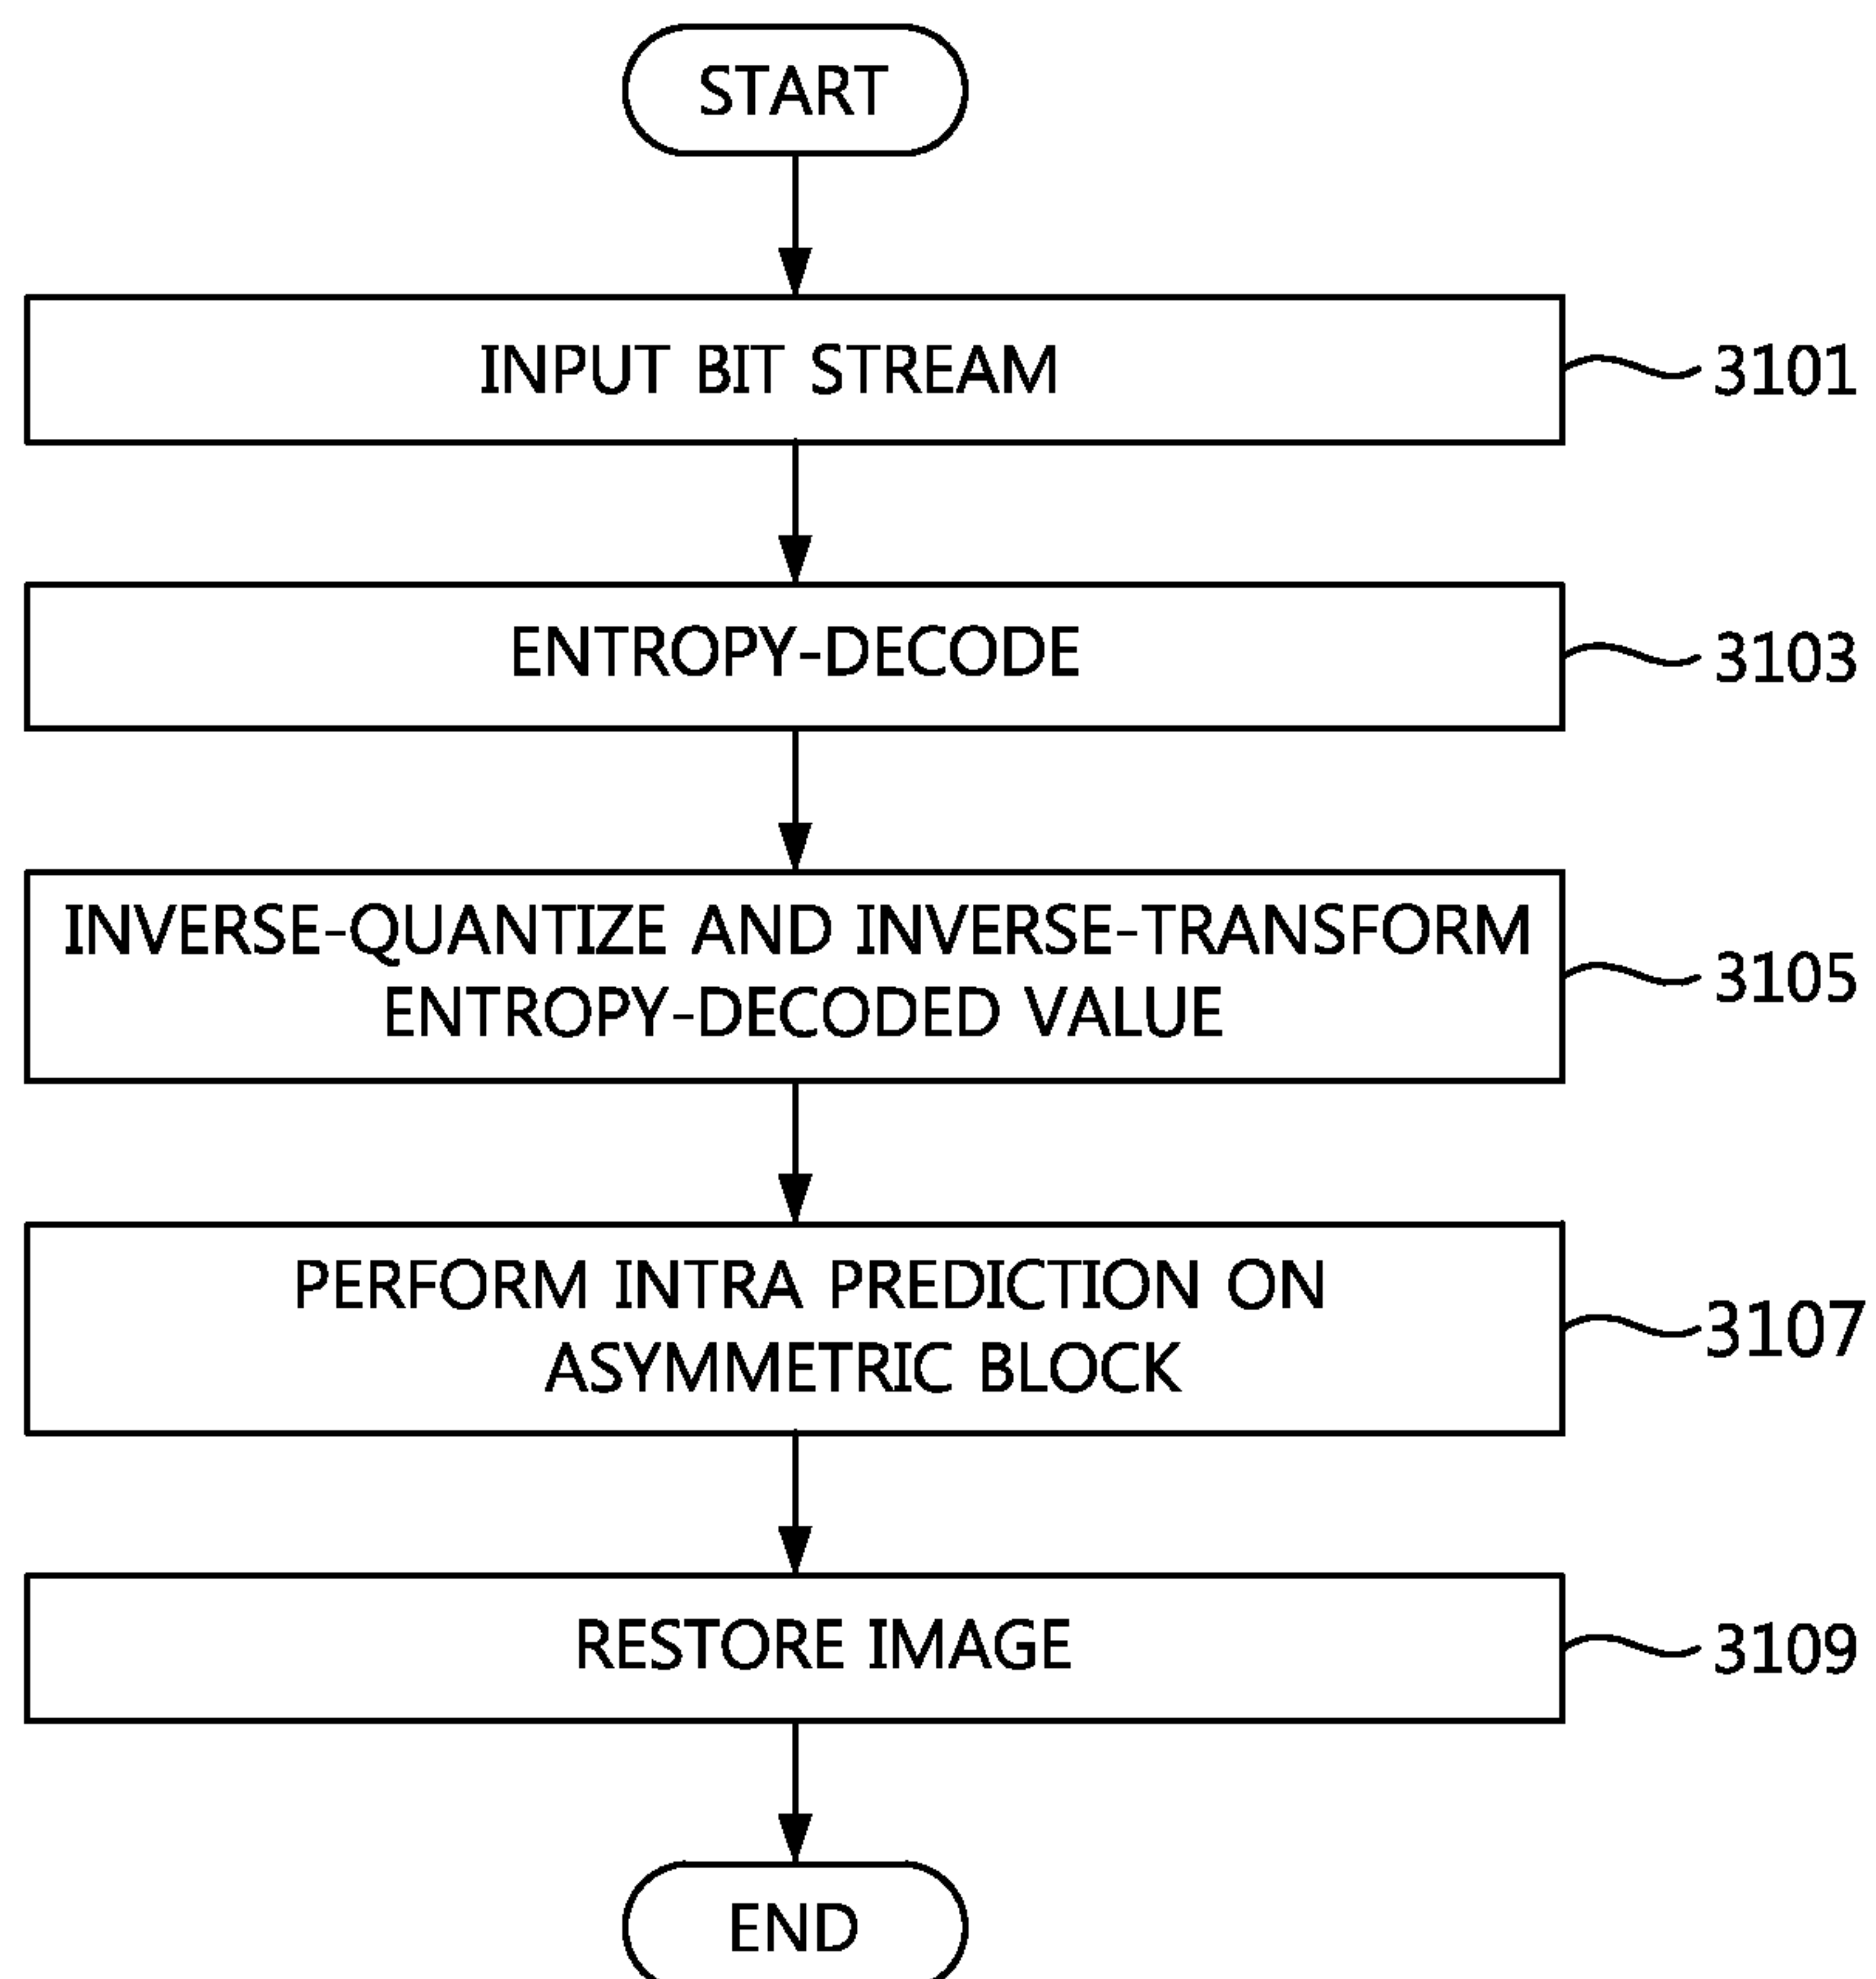 START
INPUT BIT STREAM
3101
ENTROPY-DECODE
3103
INVERSE-QUANTIZE AND INVERSE-TRANSFORM
ENTROPY-DECODED VALUE
3105
PERFORM INTRA PREDICTION ON
ASYMMETRIC BLOCK
3107
RESTORE IMAGE
3109
END